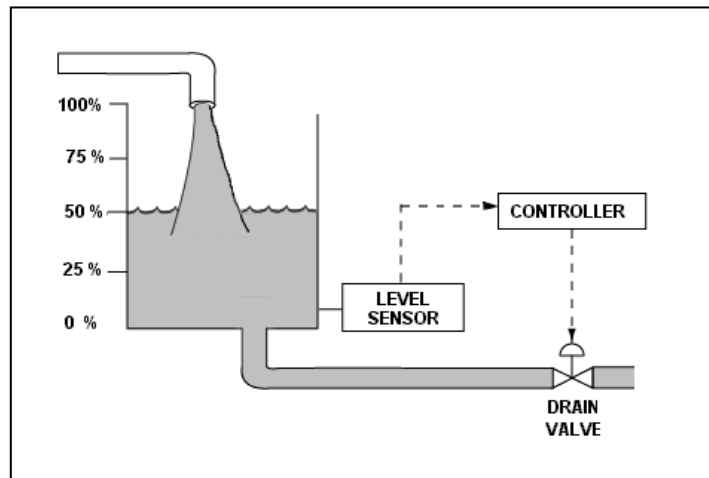 100%
75 %
50 %
25 %
0 %
CONTROLLER
LEVEL
SENSOR
DRAIN
VALVE